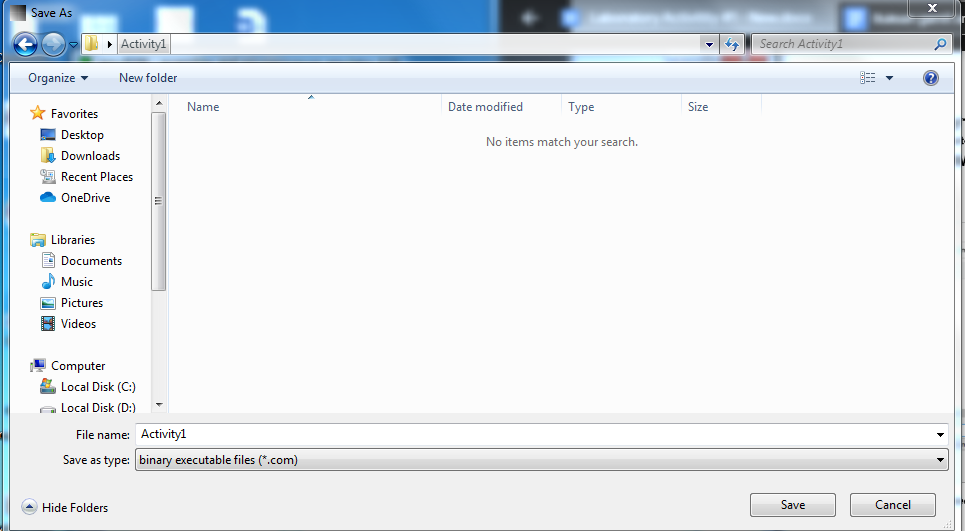 Save As
Activity1
Search Activity1
Organize
New folder
Name
Date modified
Type
Size
No items match your search.
Favorites
Desktop
Downloads
Recent Places
OneDrive
Libraries
Documents
Music
Pictures
Videos
Computer
Local Disk (C:)
Local Disk (D:)
File name: Activity1
Save as type: binary executable files (*.com)
Hide Folders
Save
Cancel